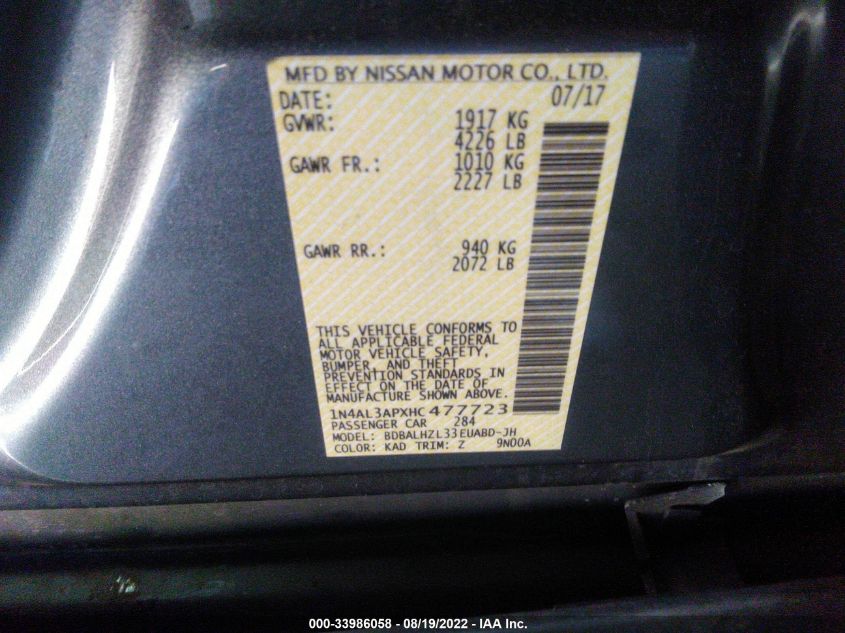 MFD BY NISSAN MOTOR CO., LTD.
DATE: 07/17
GVWR: 1917 KG
4226 LB
GAWR FR.: 1010 KG
2227 LB
GAWR RR.: 940 KG
2072 LB
THIS VEHICLE CONFORMS TO
ALL APPLICABLE FEDERAL
MOTOR VEHICLE SAFETY,
BUMPER, AND THEFT
PREVENTION STANDARDS IN
EFFECT ON THE DATE OF
MANUFACTURE SHOWN ABOVE.
1N4AL3APXHC477723
PASSENGER CAR 284
MODEL: BDBALHZL33EUABD-JH
COLOR: KAD TRIM: Z 9N00A
000-33986058 - 08/19/2022 - IAA Inc.